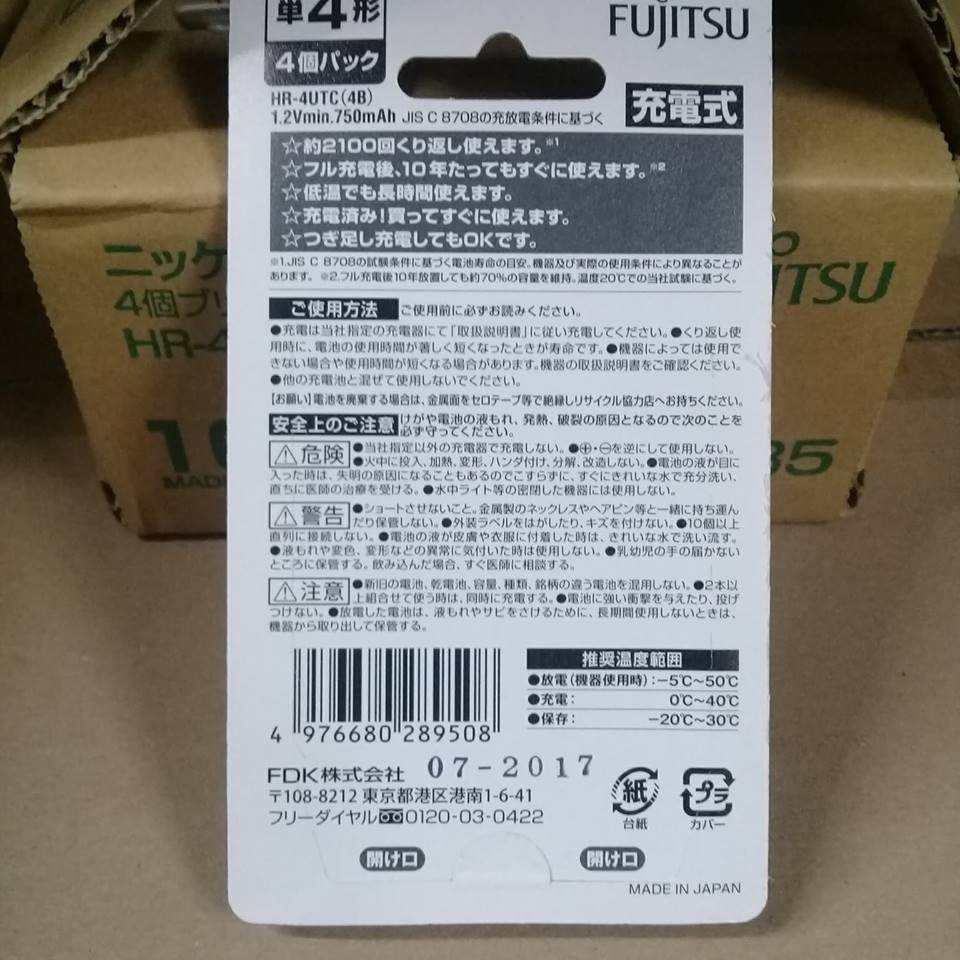 単4形
FUJITSU
4個パック
HR-4UTC(4B)
1.2Vmin.750mAh JIS C 8708の充放電条件に基づく
充電式
☆約2100回くり返し使えます。※1
☆フル充電後、10年たってもすぐに使えます。※2
☆低温でも長時間使えます。
☆充電済み!買ってすぐに使えます。
☆つぎ足し充電してもOKです。
※1.JIS C 8708の試験条件に基づく電池寿命の目安。機器及び実際の使用条件により異なることが
あります。 ※2.フル充電後10年放置しても約70%の容量を維持。温度20℃での当社試験に基づく。
ご使用方法 ご使用前に必ずお読みください。
●充電は当社指定の充電器にて「取扱説明書」に従い充電してください。●くり返し使
用時に、電池の使用時間が著しく短くなったときが寿命です。●機器によっては使用で
きない場合や使用時間が短くなる場合があります。機器の取扱説明書をご確認ください。
●他の充電池と混ぜて使用しないでください。
【お願い】電池を廃棄する場合は、金属面をセロテープ等で絶縁しリサイクル協力店へお持ちください。
安全上のご注意 けがや電池の液もれ、発熱、破裂の原因となるので次のことを
必ず守ってください。
⚠危険 ●当社指定以外の充電器で充電しない。●⊕・⊖を逆にして使用しない。
●火中に投入、加熱、変形、ハンダ付け、分解、改造しない。●電池の液が目に
入った時は、失明の原因になることもあるのでこすらずに、すぐにきれいな水で充分洗い、
直ちに医師の治療を受ける。●水中ライト等の密閉した機器には使用しない。
⚠警告 ●ショートさせないこと。金属製のネックレスやヘアピン等と一緒に持ち運ん
だり保管しない。●外装ラベルをはがしたり、キズを付けない。●10個以上
直列に接続しない。●電池の液が皮膚や衣服に付着した時は、きれいな水で洗い流す。
●液もれや変色、変形などの異常に気付いた時は使用しない。●乳幼児の手の届かない
ところに保管する。飲み込んだ場合、すぐ医師に相談する。
⚠注意 ●新旧の電池、乾電池、容量、種類、銘柄の違う電池を混用しない。●2本以
上組合せて使う時は、同時に充電する。●電池に強い衝撃を与えたり、投げ
つけない。●放電した電池は、液もれやサビをさけるために、長期間使用しないときは、
機器から取り出して保管する。
推奨温度範囲
●放電(機器使用時):-5℃~50℃
●充電: 0℃~40℃
●保存: -20℃~30℃
4 976680 289508
FDK株式会社 07-2017
〒108-8212 東京都港区港南1-6-41
フリーダイヤル 0120-03-0422
紙
台紙
プラ
カバー
開け口 開け口
MADE IN JAPAN
ニッケ
4個ブリ
HR-4
ITSU